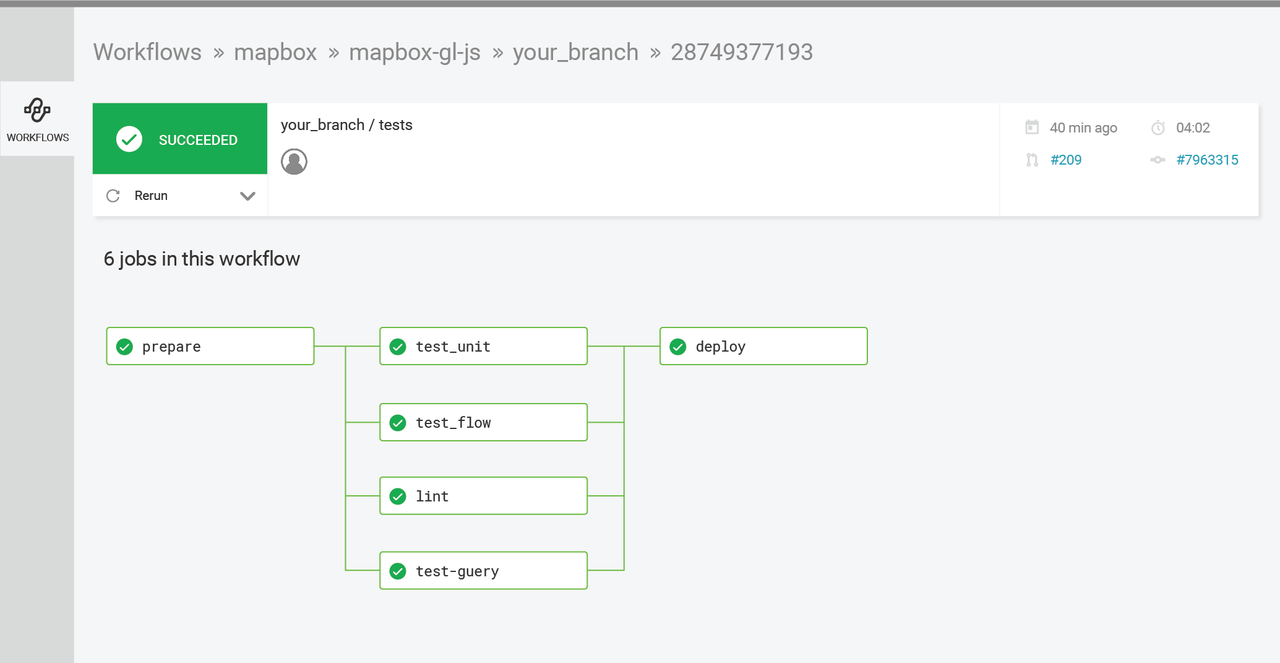 Workflows » mapbox » mapbox-gl-js » your_branch » 28749377193
WORKFLOWS
SUCCEEDED
your_branch / tests
40 min ago
04:02
#209
#7963315
Rerun
6 jobs in this workflow
prepare
test_unit
deploy
test_flow
lint
test-guery